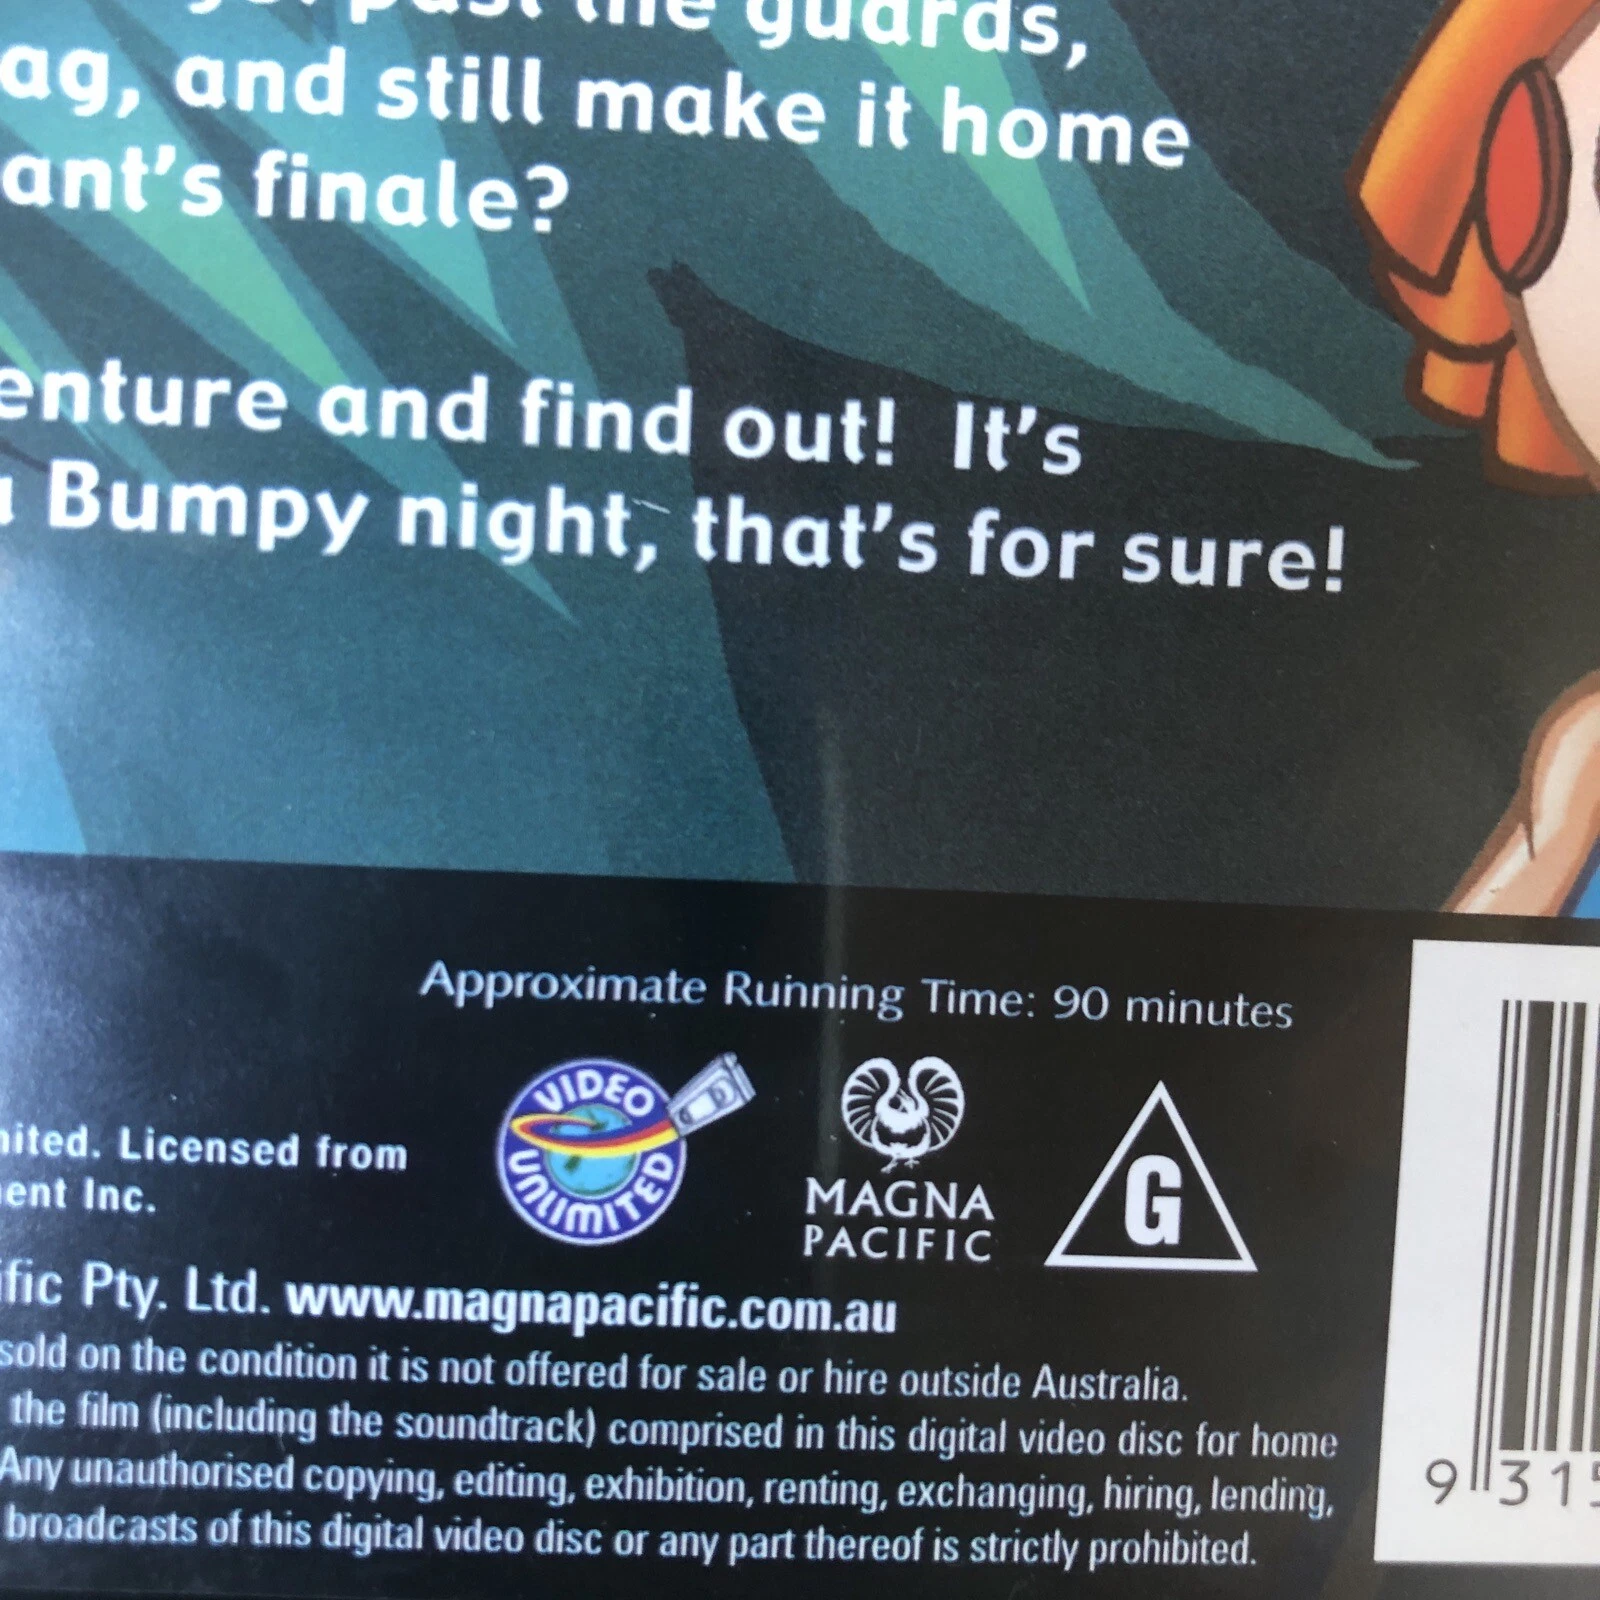 past the guards,
ag, and still make it home
ant's finale?
enture and find out! It's
Bumpy night, that's for sure!
Approximate Running Time: 90 minutes
VIDEO
UNLIMITED
MAGNA
PACIFIC
G
nited. Licensed from
ent Inc.
ific Pty. Ltd. www.magnapacific.com.au
sold on the condition it is not offered for sale or hire outside Australia.
the film (including the soundtrack) comprised in this digital video disc for home
Any unauthorised copying, editing, exhibition, renting, exchanging, hiring, lending,
broadcasts of this digital video disc or any part thereof is strictly prohibited.
9 315